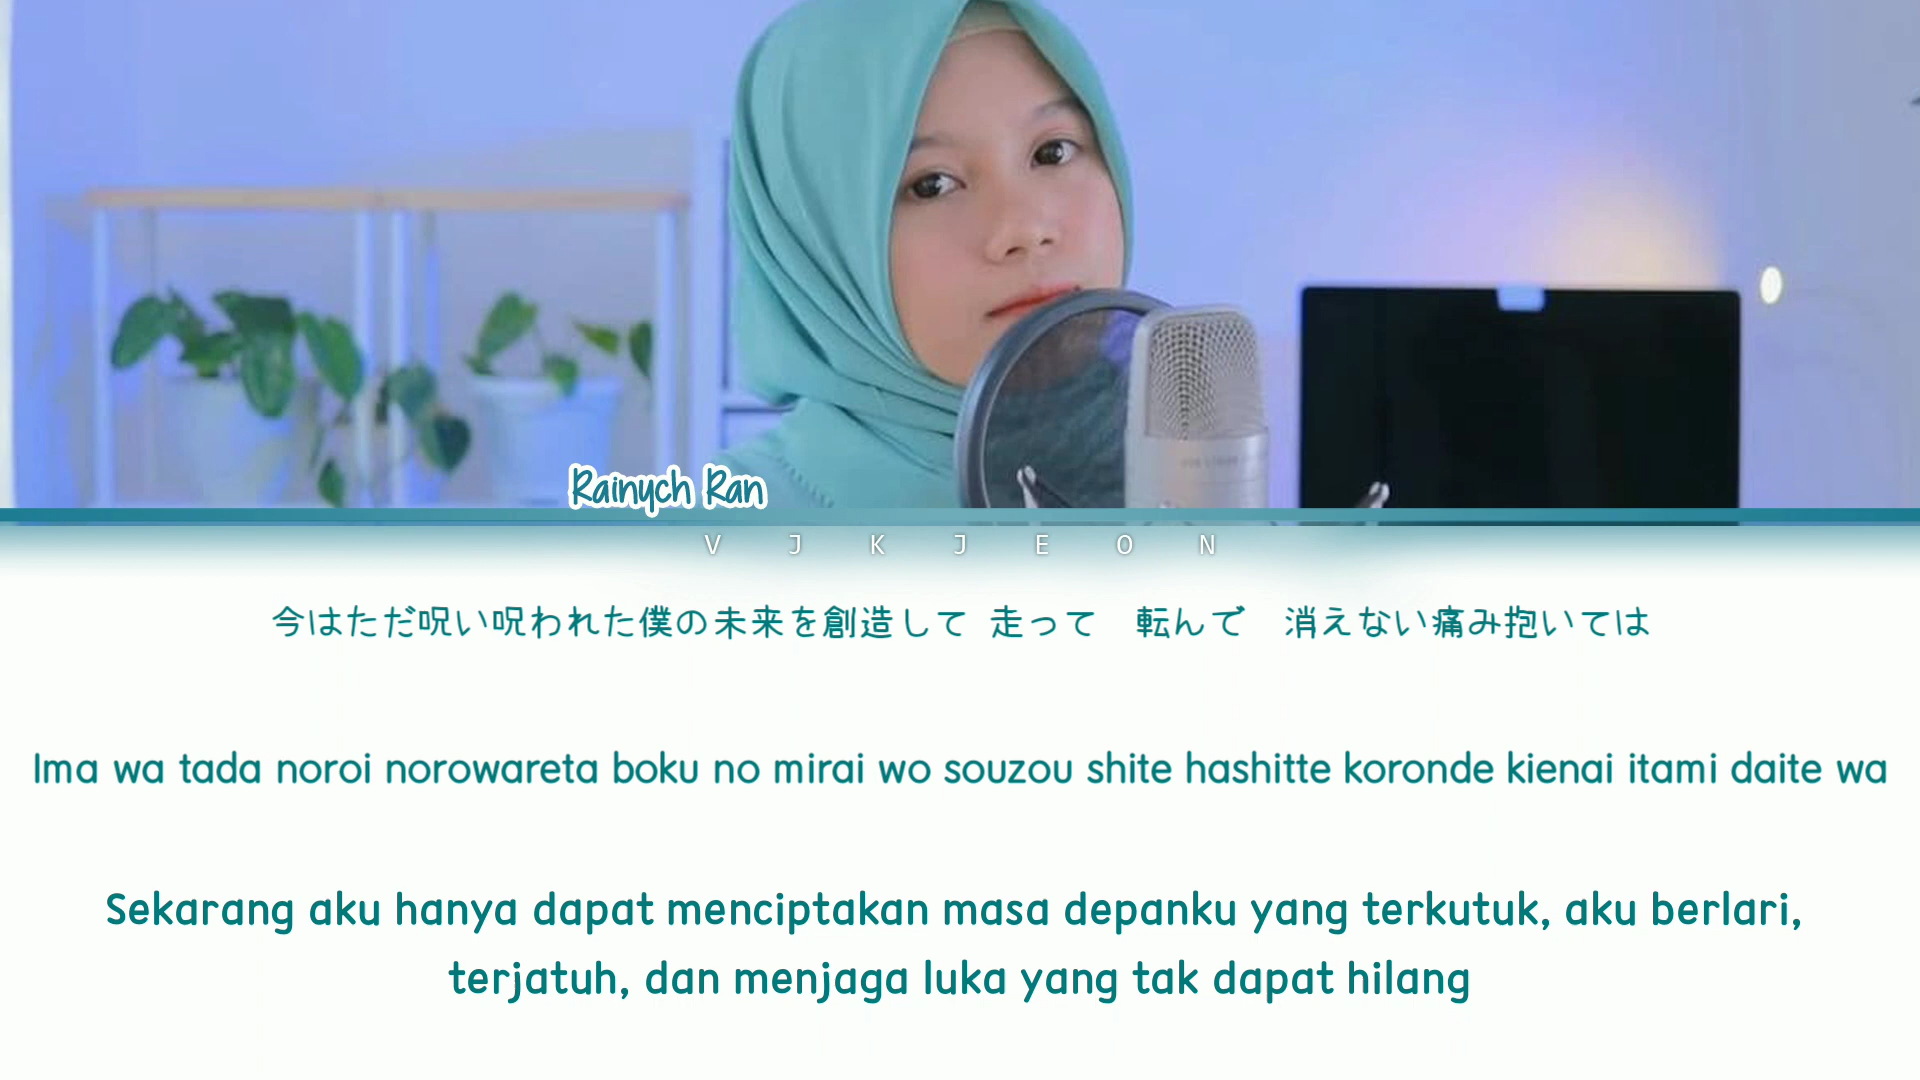 Rainych Ran
V J K J E O N
今はただ呪い呪われた僕の未来を創造して 走って　転んで　消えない痛み抱いては
Ima wa tada noroi norowareta boku no mirai wo souzou shite hashitte koronde kienai itami daite wa
Sekarang aku hanya dapat menciptakan masa depanku yang terkutuk, aku berlari,
terjatuh, dan menjaga luka yang tak dapat hilang